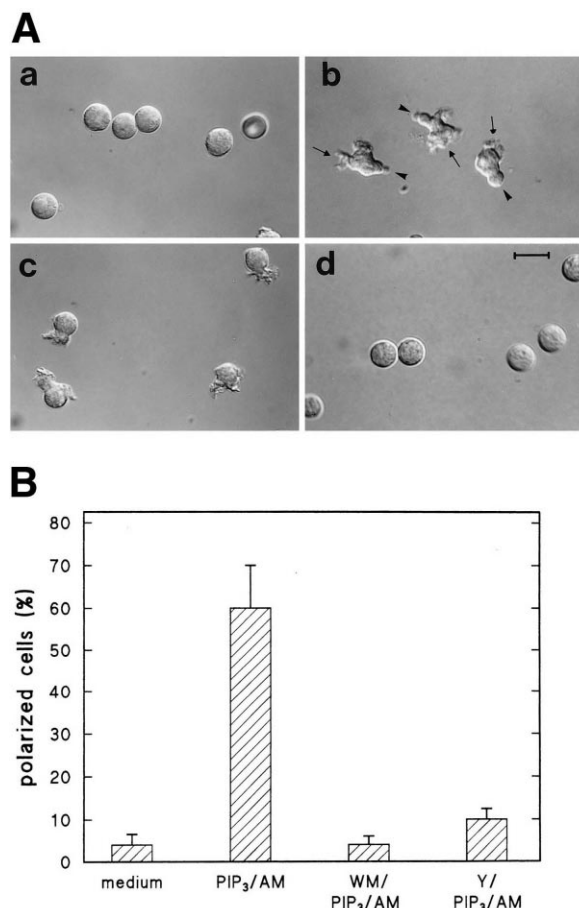 A
a
b
c
d
B
polarized cells (%)
80
70
60
50
40
30
20
10
0
medium
PIP₃/AM
WM/
PIP₃/AM
Y/
PIP₃/AM